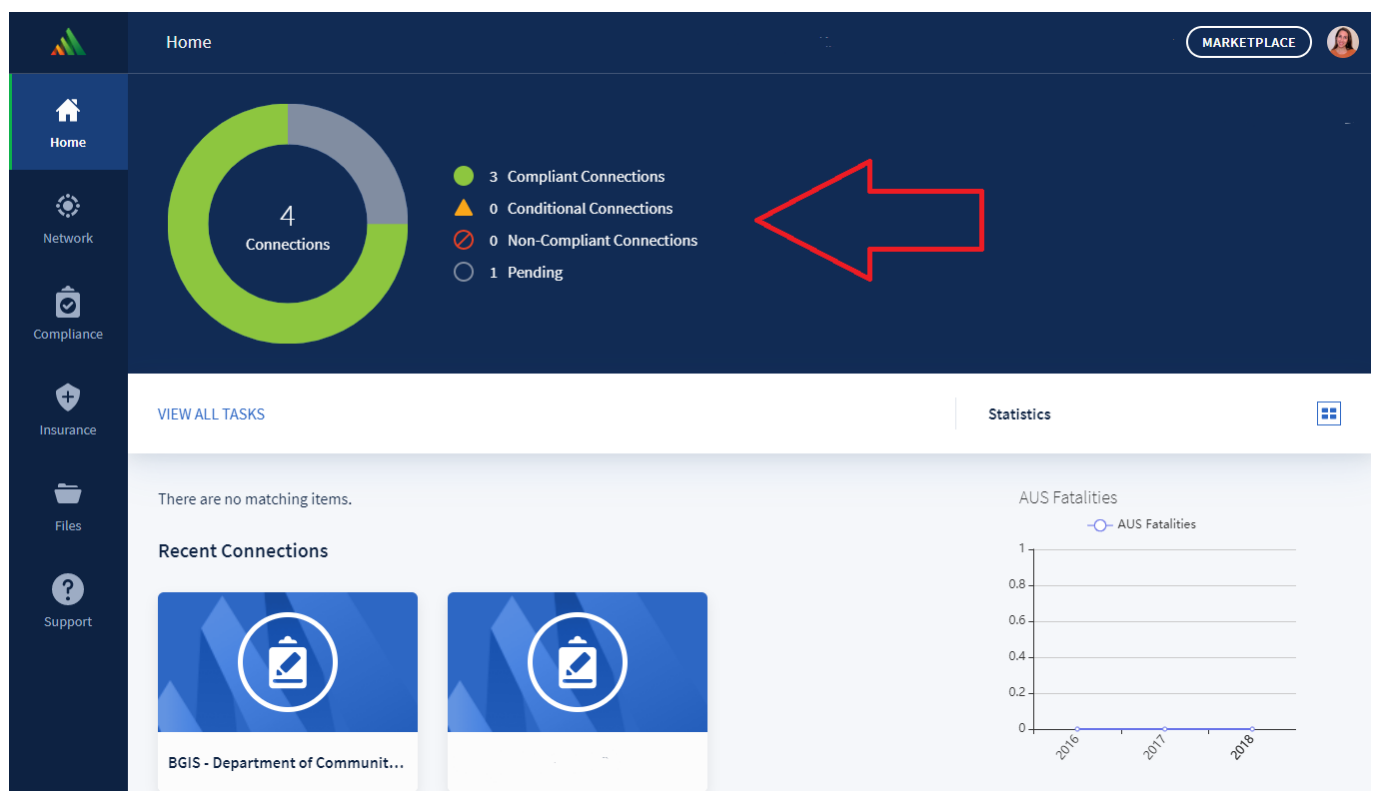 Home
MARKETPLACE
Home
Network
Compliance
Insurance
Files
Support
4
Connections
3 Compliant Connections
0 Conditional Connections
0 Non-Compliant Connections
1 Pending
VIEW ALL TASKS
Statistics
There are no matching items.
Recent Connections
BGIS - Department of Communit...
AUS Fatalities
AUS Fatalities
1
0.8
0.6
0.4
0.2
0
2016
2017
2018